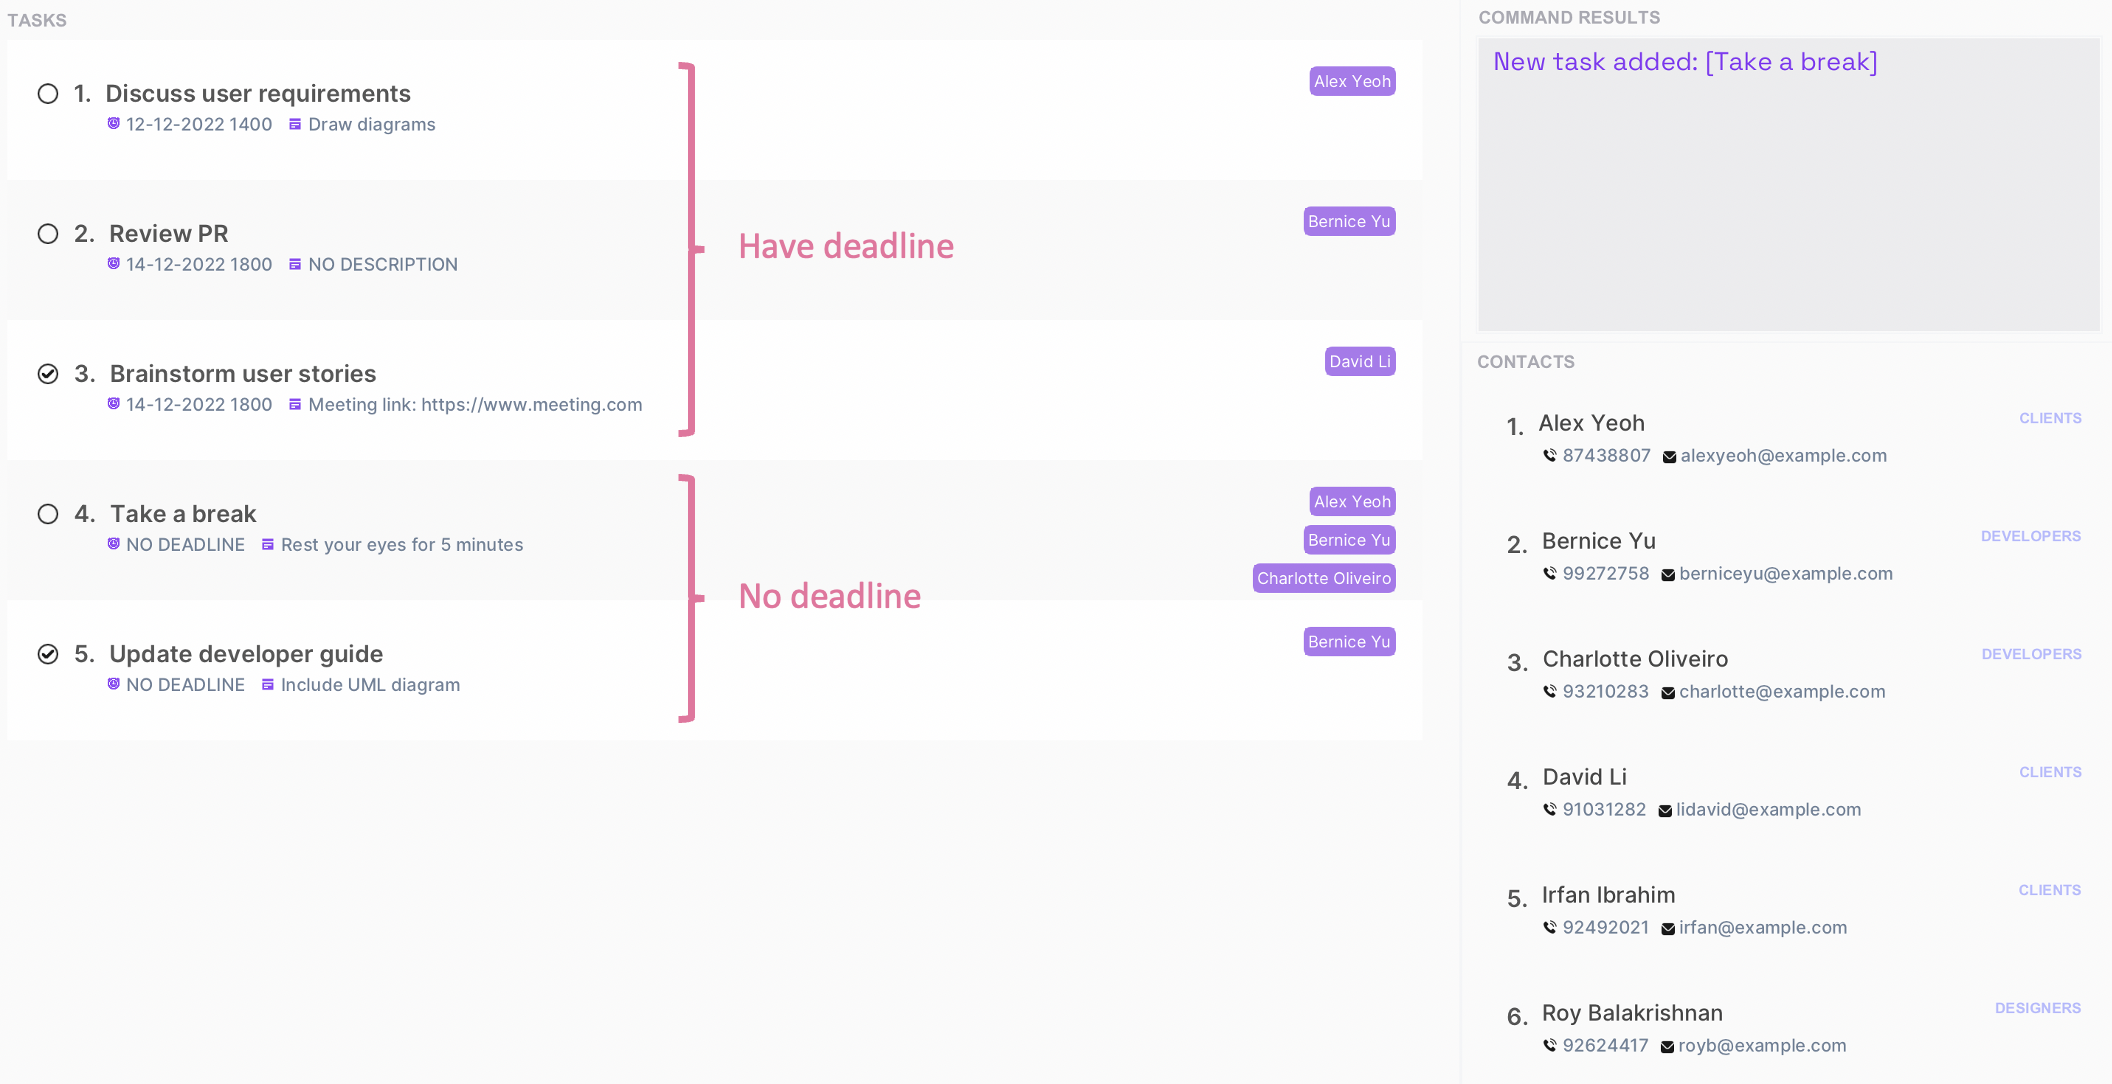 TASKS
1. Discuss user requirements
12-12-2022 1400 Draw diagrams
Alex Yeoh
2. Review PR
14-12-2022 1800 NO DESCRIPTION
Bernice Yu
Have deadline
3. Brainstorm user stories
14-12-2022 1800 Meeting link: https://www.meeting.com
David Li
4. Take a break
NO DEADLINE Rest your eyes for 5 minutes
Alex Yeoh
Bernice Yu
Charlotte Oliveiro
No deadline
5. Update developer guide
NO DEADLINE Include UML diagram
Bernice Yu
COMMAND RESULTS
New task added: [Take a break]
CONTACTS
1. Alex Yeoh CLIENTS
87438807 alexyeoh@example.com
2. Bernice Yu DEVELOPERS
99272758 berniceyu@example.com
3. Charlotte Oliveiro DEVELOPERS
93210283 charlotte@example.com
4. David Li CLIENTS
91031282 lidavid@example.com
5. Irfan Ibrahim CLIENTS
92492021 irfan@example.com
6. Roy Balakrishnan DESIGNERS
92624417 royb@example.com